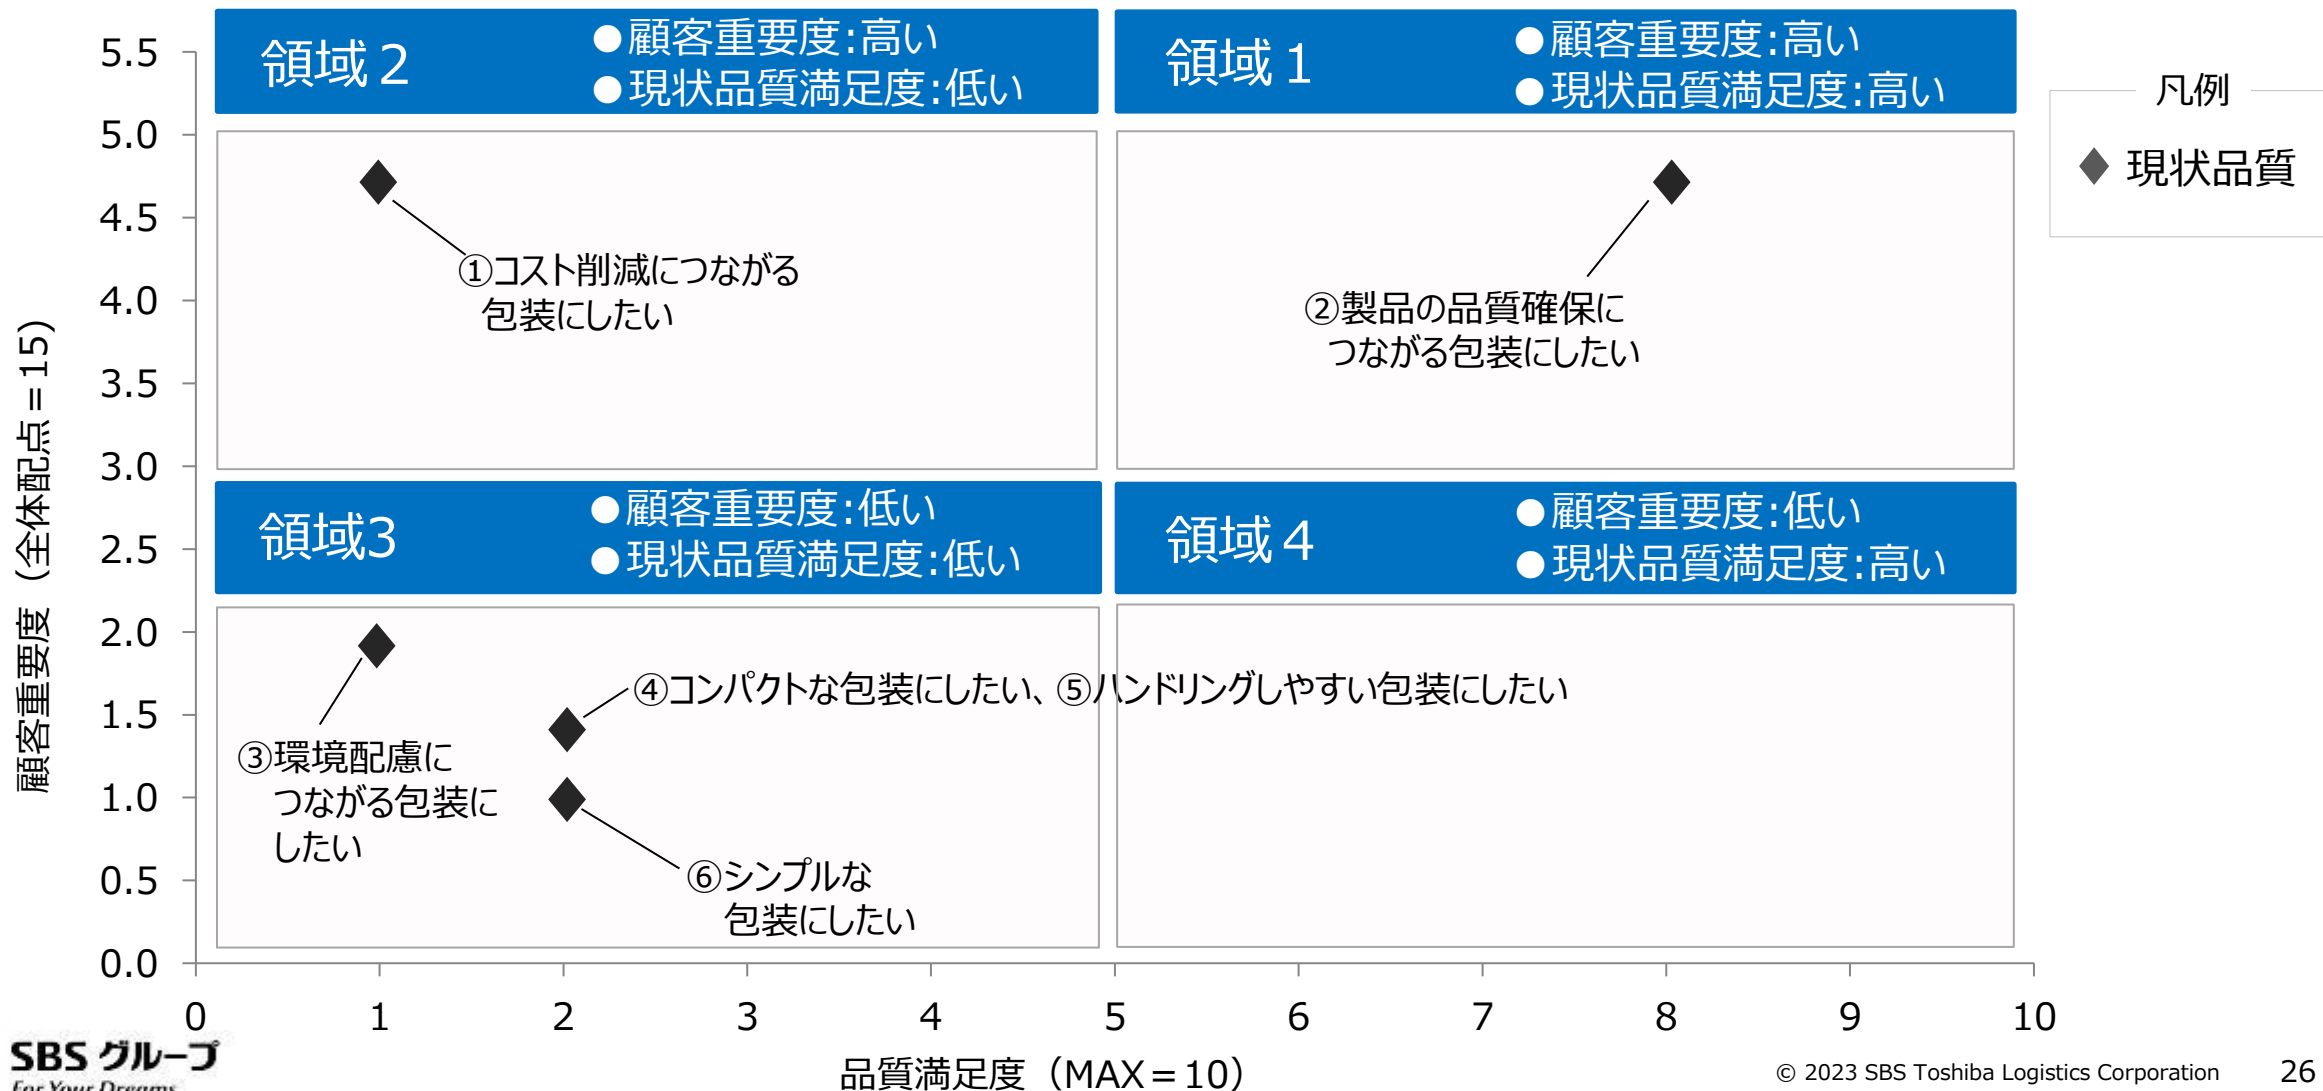 領域２
●顧客重要度:高い
●現状品質満足度:低い
領域１
●顧客重要度:高い
●現状品質満足度:高い
凡例
現状品質
5.5
5.0
4.5
4.0
3.5
3.0
2.5
2.0
1.5
1.0
0.5
0.0
顧客重要度（全体配点＝15）
①コスト削減につながる
包装にしたい
②製品の品質確保に
つながる包装にしたい
領域3
●顧客重要度:低い
●現状品質満足度:低い
領域４
●顧客重要度:低い
●現状品質満足度:高い
③環境配慮に
つながる包装に
したい
④コンパクトな包装にしたい、⑤ハンドリングしやすい包装にしたい
⑥シンプルな
包装にしたい
0 1 2 3 4 5 6 7 8 9 10
品質満足度（MAX＝10）
SBS グループ
For Your Dreams
© 2023 SBS Toshiba Logistics Corporation 26